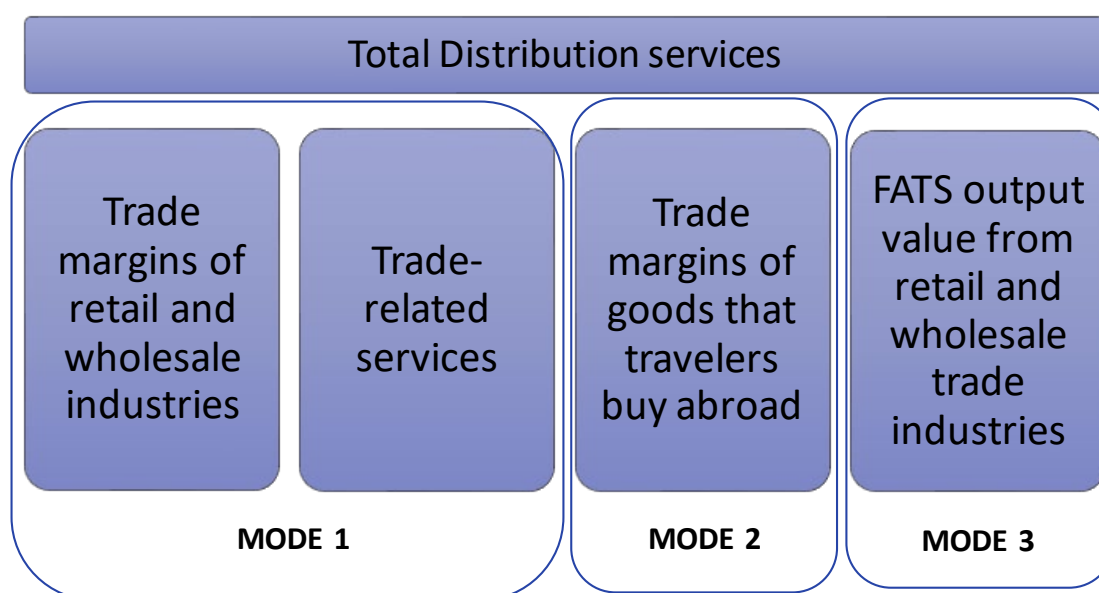 Total Distribution services
Trade
margins of
retail and
wholesale
industries
Trade-
related
services
Trade
margins of
goods that
travelers
buy abroad
FATS output
value from
retail and
wholesale
trade
industries
MODE 1
MODE 2
MODE 3